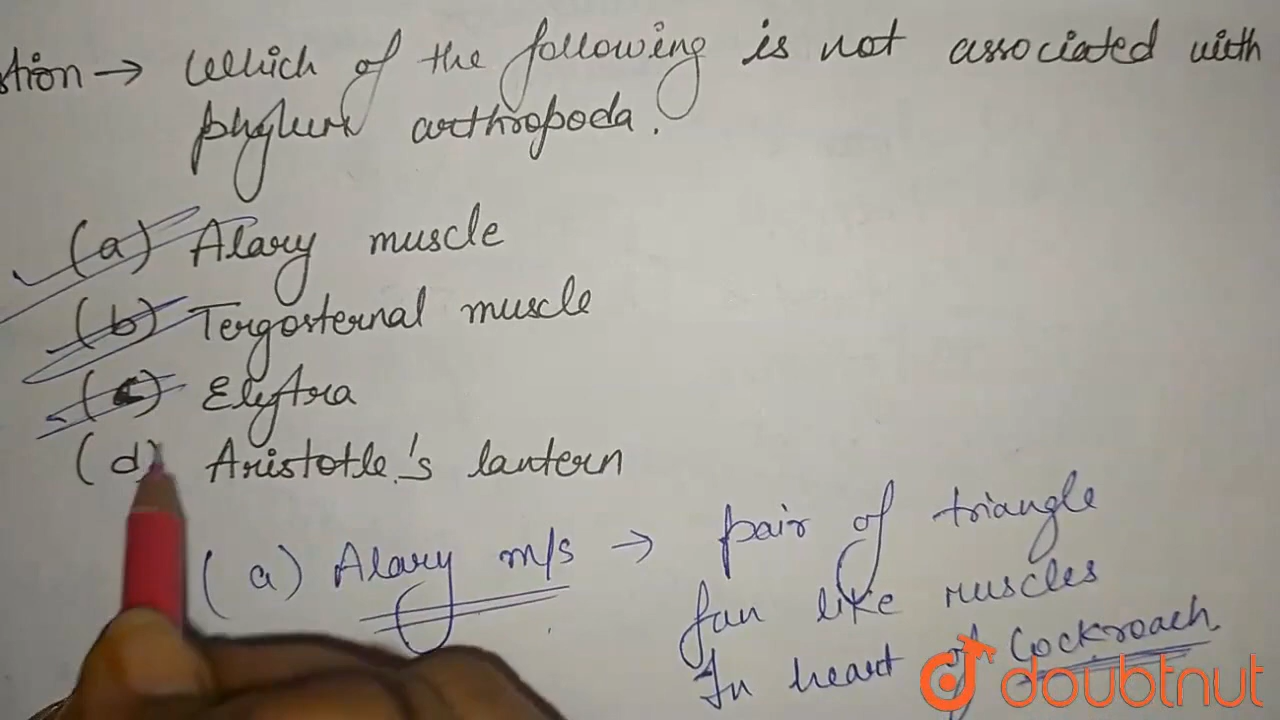 stion → Which of the following is not associated with
phylum arthropoda.
(a) Alary muscle
(b) Tergosternal muscle
(c) Elytra
(d) Aristotle's lantern
(a) Alary m/s → pair of triangle
fan like muscles
In heart of Cockroach.
doubtnut